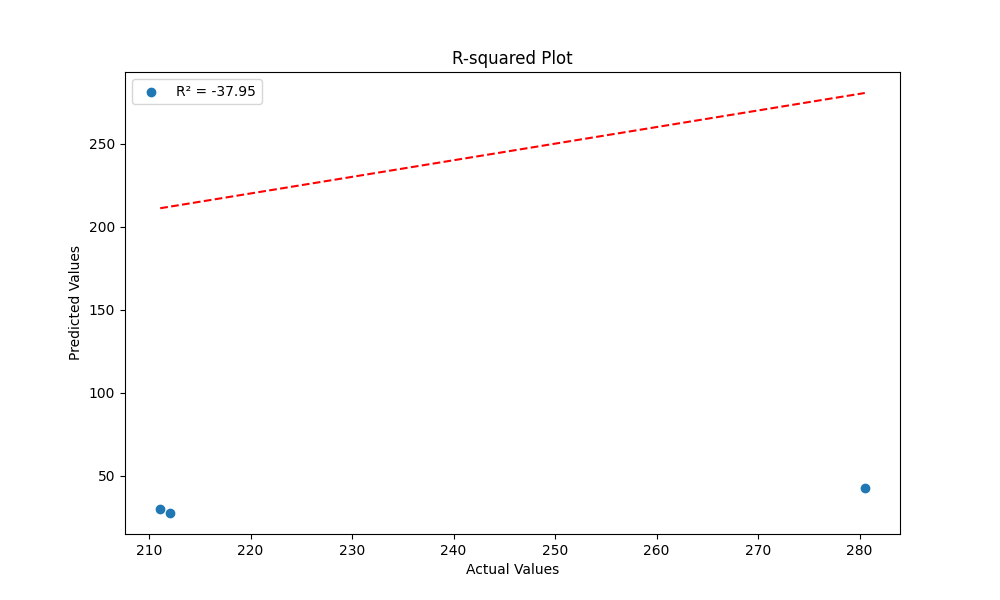 R-squared Plot
R² = -37.95
Predicted Values
250
200
150
100
50
210 220 230 240 250 260 270 280
Actual Values